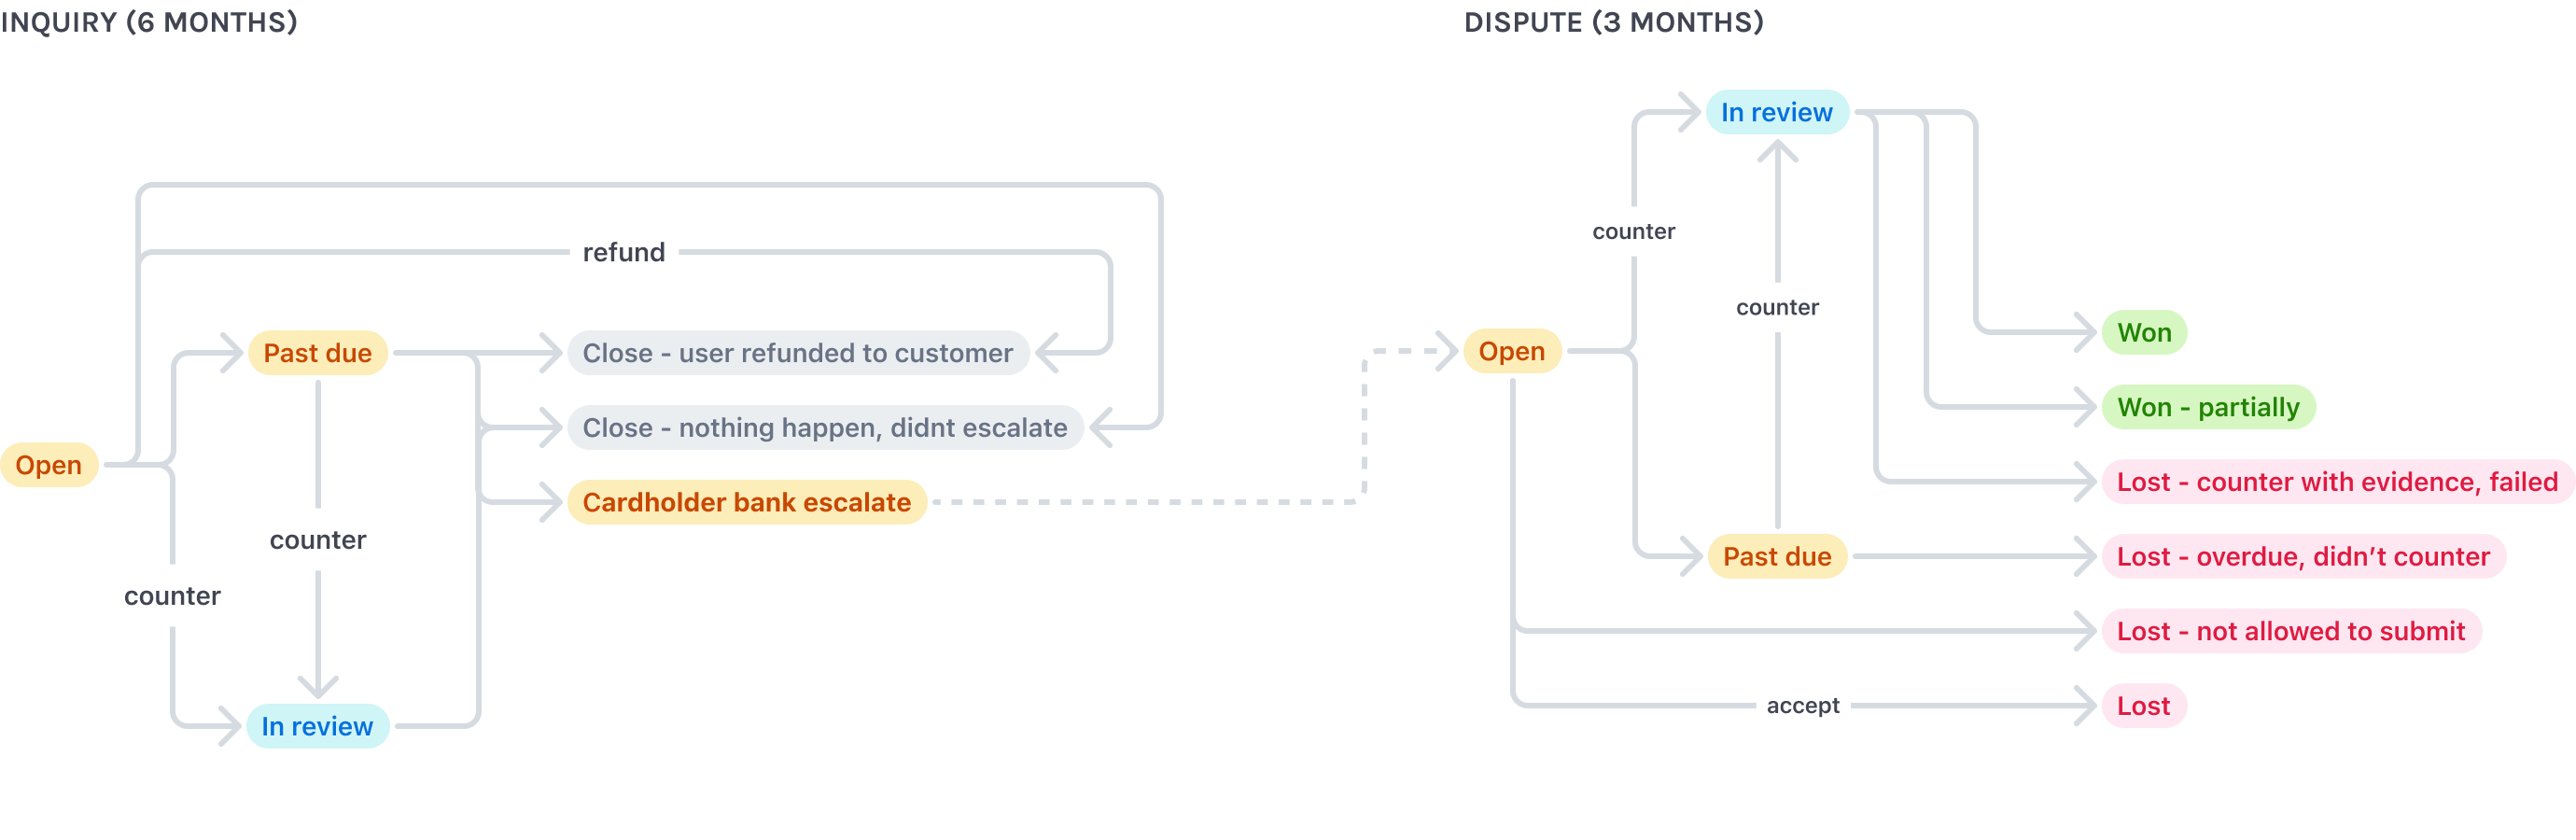 INQUIRY (6 MONTHS)
refund
Past due
Close - user refunded to customer
Close - nothing happen, didnt escalate
Open
Cardholder bank escalate
counter
counter
In review
DISPUTE (3 MONTHS)
In review
counter
counter
Open
Won
Won - partially
Lost - counter with evidence, failed
Past due
Lost - overdue, didn’t counter
Lost - not allowed to submit
accept
Lost